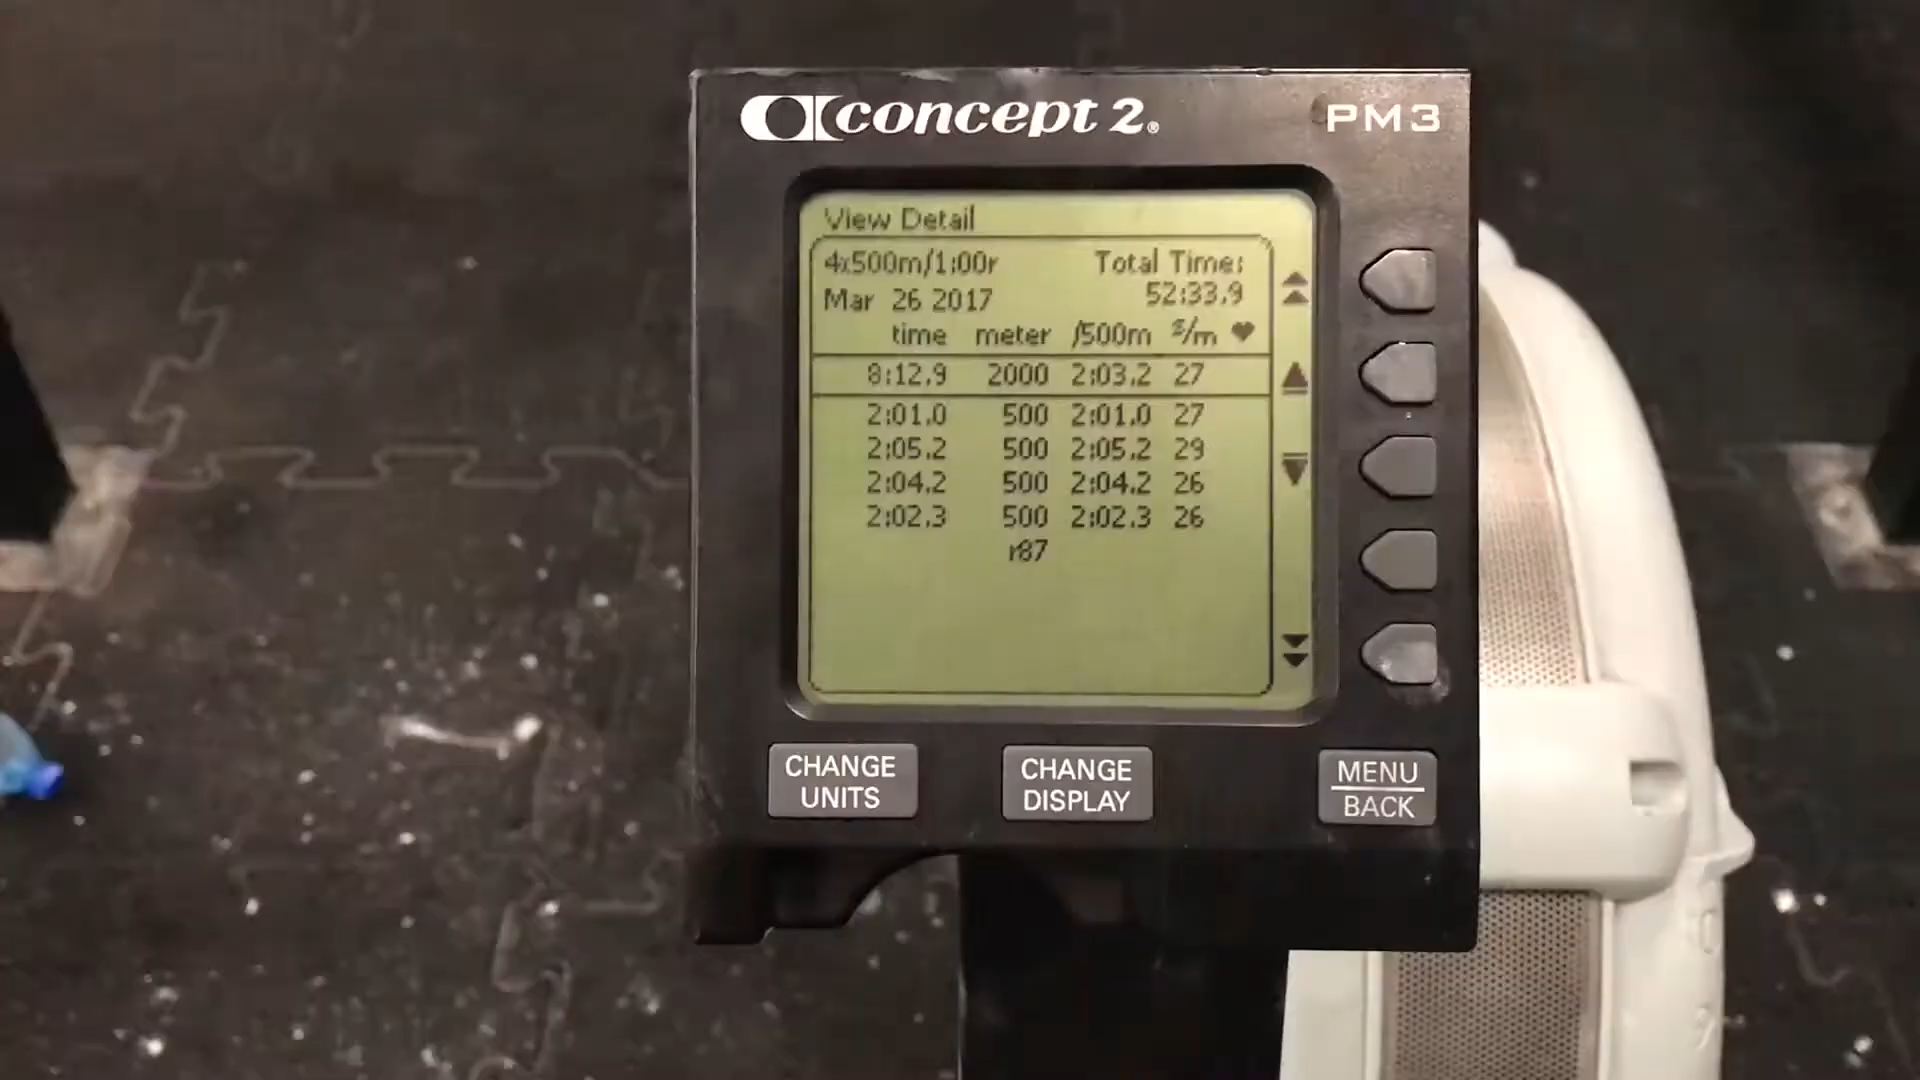 concept 2® PM3
View Detail
4x500m/1:00r Total Time:
Mar 26 2017 52:33.9
time meter /500m s/m ♥
8:12.9 2000 2:03.2 27
2:01.0 500 2:01.0 27
2:05.2 500 2:05.2 29
2:04.2 500 2:04.2 26
2:02.3 500 2:02.3 26
r87
CHANGE UNITS
CHANGE DISPLAY
MENU
BACK